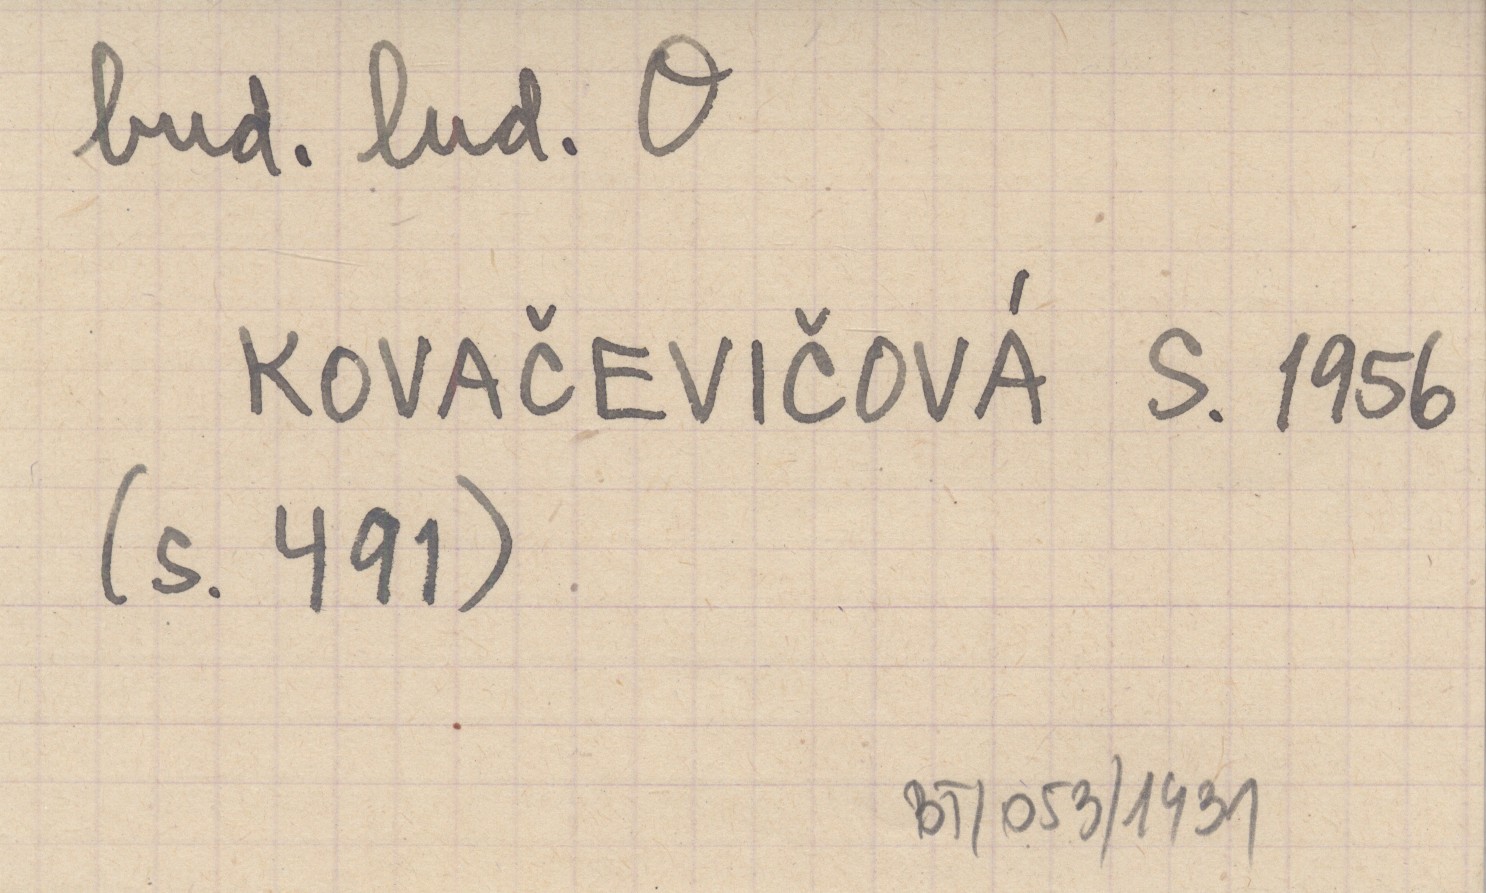 bud. lud. O
KOVAČEVIČOVÁ S. 1956
(s. 491)
BT/053/1431